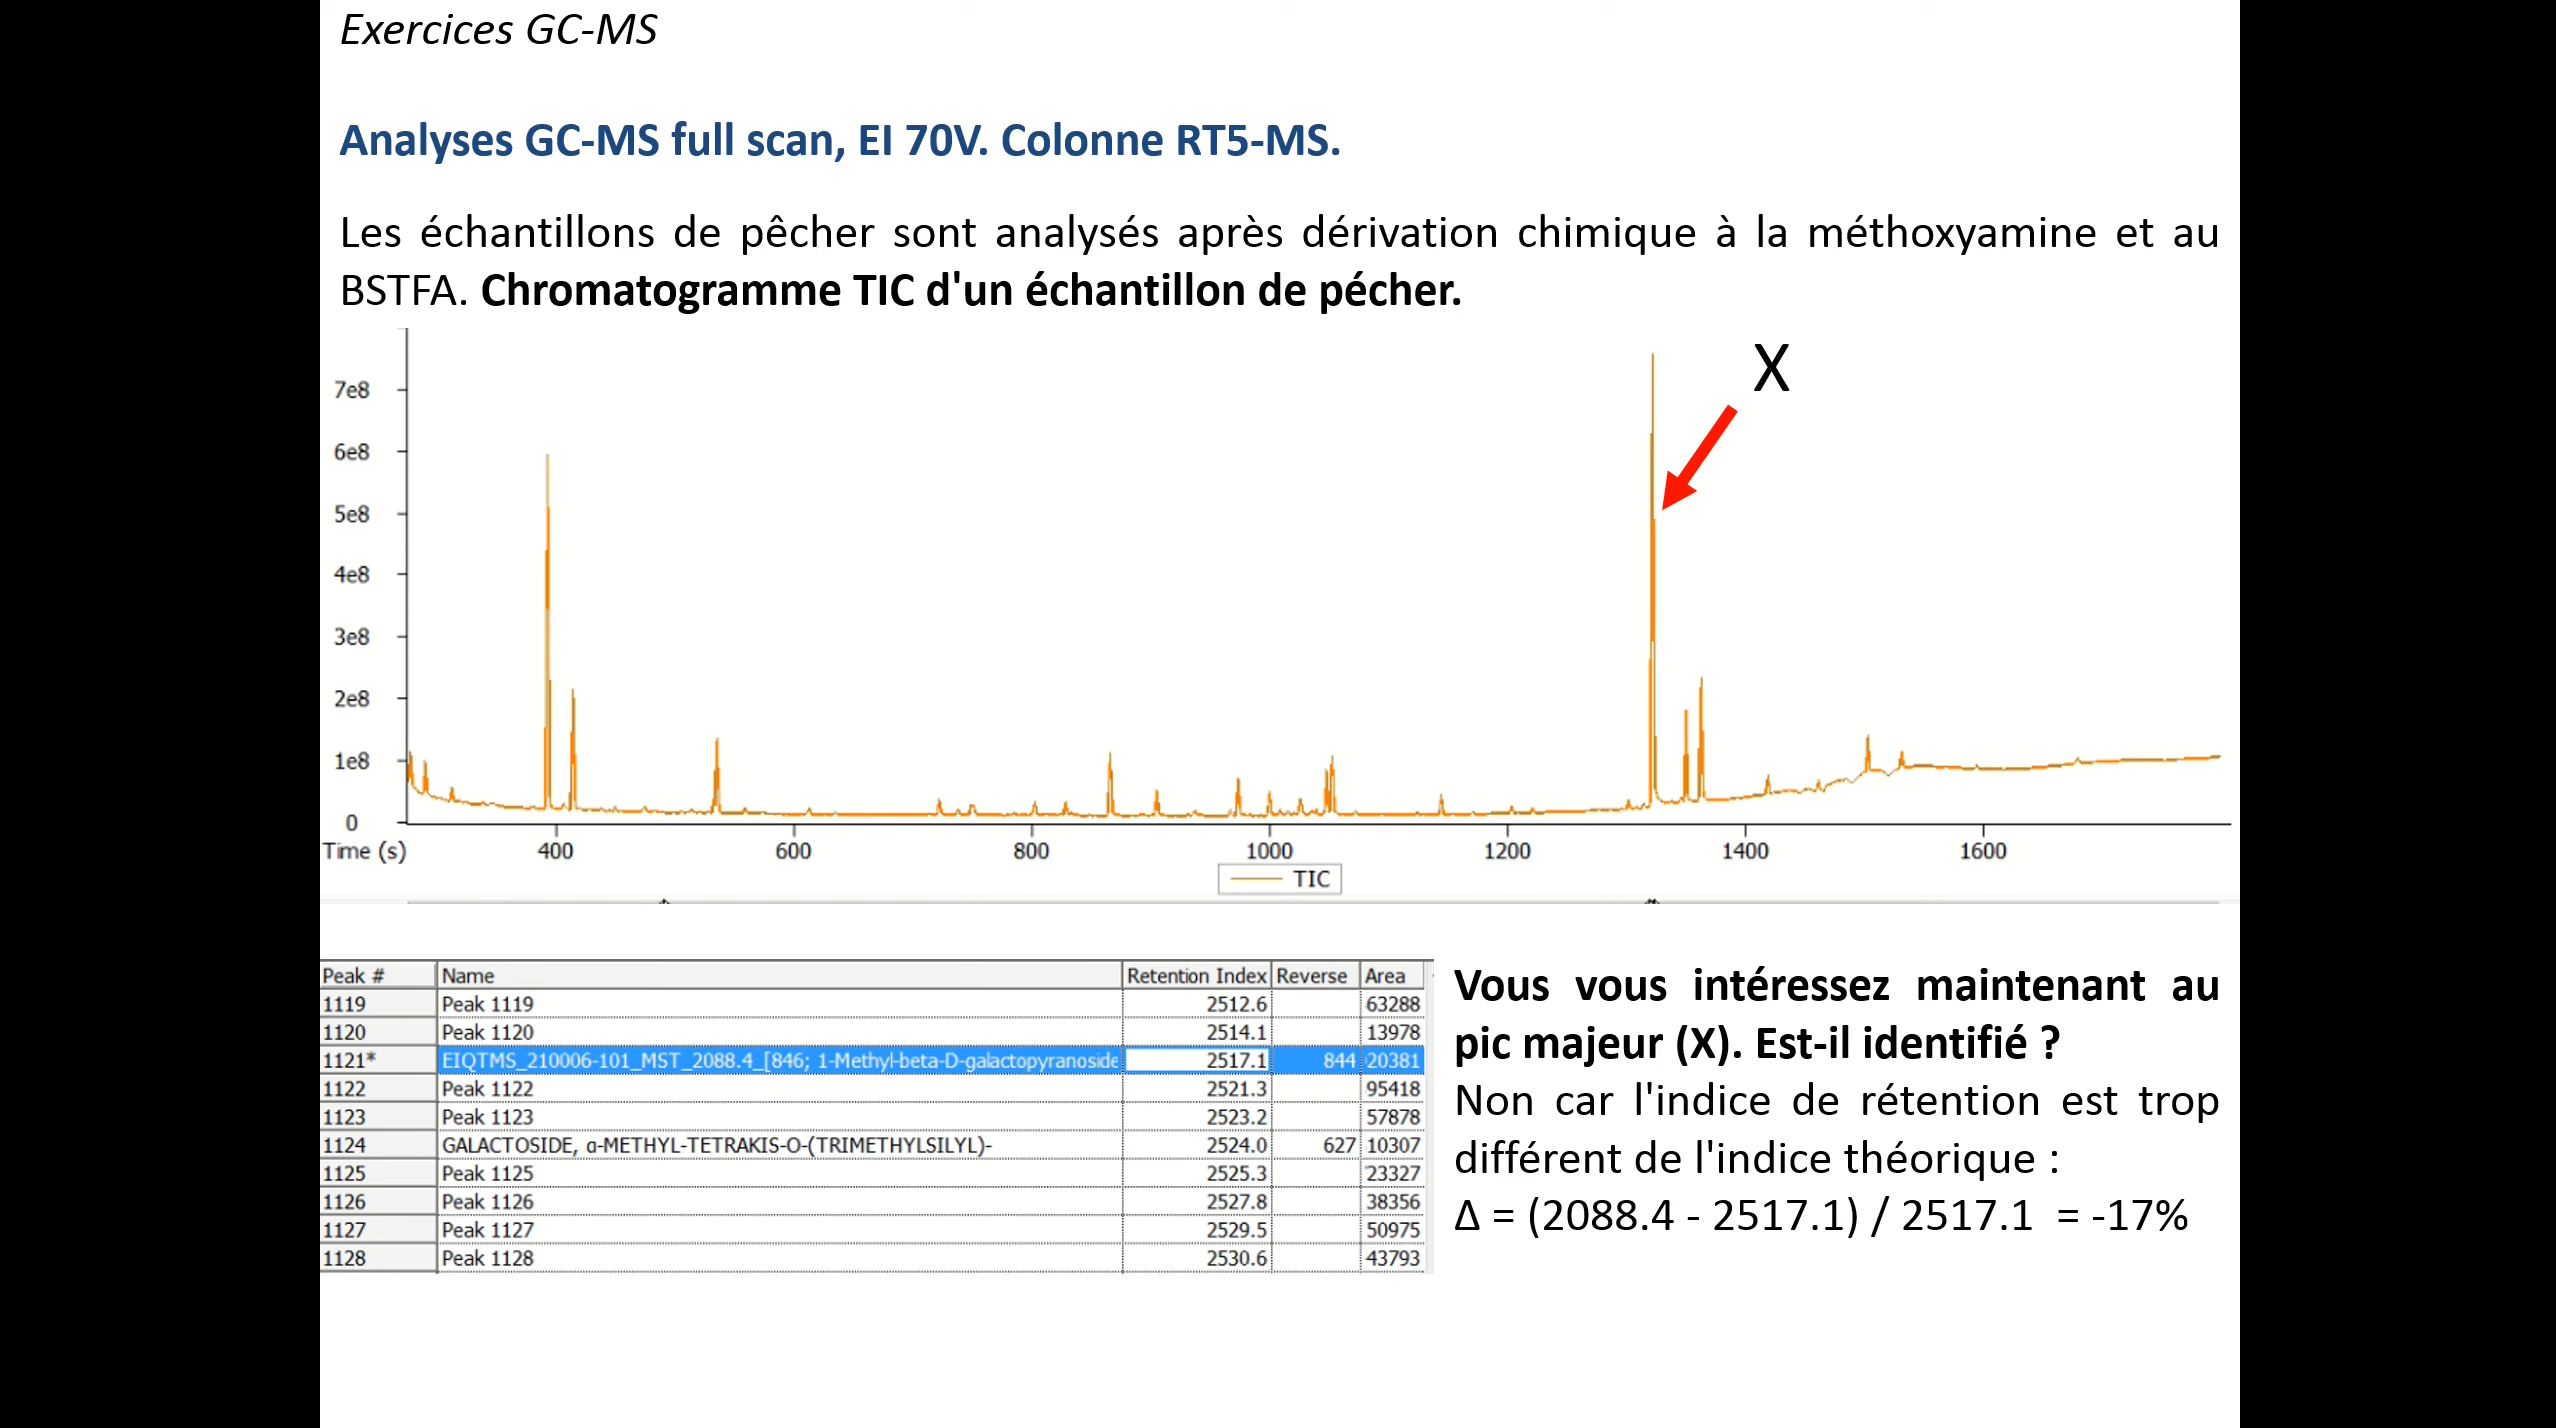 Exercices GC-MS
Analyses GC-MS full scan, EI 70V. Colonne RT5-MS.
Les échantillons de pêcher sont analysés après dérivation chimique à la méthoxyamine et au
BSTFA. Chromatogramme TIC d'un échantillon de pécher.
X
7e8
6e8
5e8
4e8
3e8
2e8
1e8
0
Time (s) 400 600 800 1000 1200 1400 1600
TIC
Peak # Name Retention Index Reverse Area
1119 Peak 1119 2512.6 63288
1120 Peak 1120 2514.1 13978
1121* EIQTMS_210006-101_MST_2088.4_[846; 1-Methyl-beta-D-galactopyranoside 2517.1 844 20381
1122 Peak 1122 2521.3 95418
1123 Peak 1123 2523.2 57878
1124 GALACTOSIDE, α-METHYL-TETRAKIS-O-(TRIMETHYLSILYL)- 2524.0 627 10307
1125 Peak 1125 2525.3 23327
1126 Peak 1126 2527.8 38356
1127 Peak 1127 2529.5 50975
1128 Peak 1128 2530.6 43793
Vous vous intéressez maintenant au
pic majeur (X). Est-il identifié ?
Non car l'indice de rétention est trop
différent de l'indice théorique :
Δ = (2088.4 - 2517.1) / 2517.1 = -17%